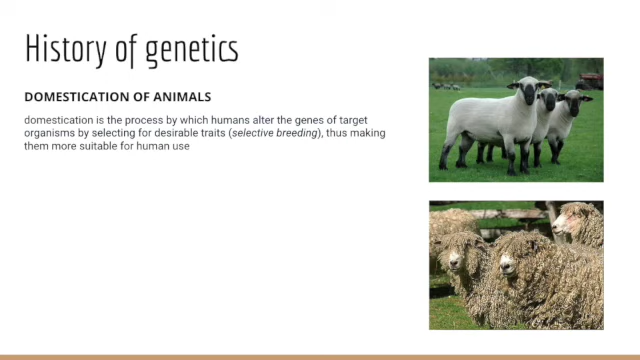 History of genetics
DOMESTICATION OF ANIMALS
domestication is the process by which humans alter the genes of target
organisms by selecting for desirable traits (selective breeding), thus making
them more suitable for human use